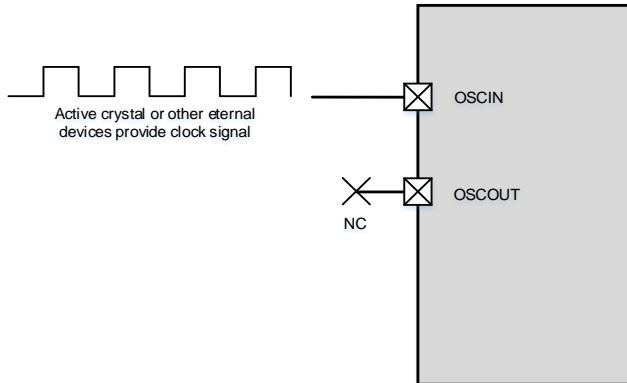 OSCIN
Active crystal or other eternal
devices provide clock signal
OSCOUT
NC